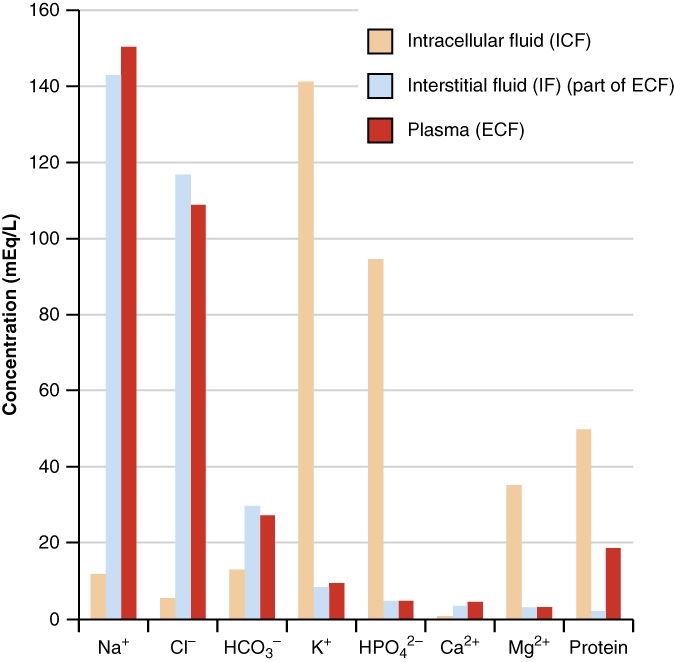 160
140
120
100
80
60
40
20
0
Concentration (mEq/L)
Intracellular fluid (ICF)
Interstitial fluid (IF) (part of ECF)
Plasma (ECF)
Na⁺ Cl⁻ HCO₃⁻ K⁺ HPO₄²⁻ Ca²⁺ Mg²⁺ Protein